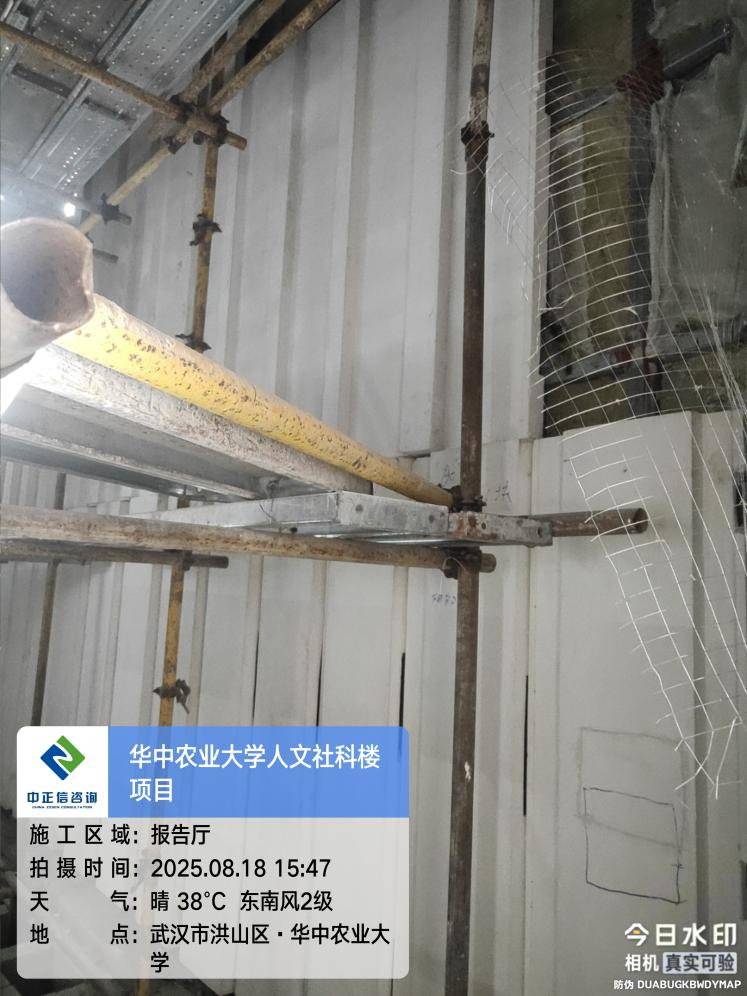 中正信咨询
CHINA ZEXIN CONSULTATION
华中农业大学人文社科楼
项目
施工区域：报告厅
拍摄时间：2025.08.18 15:47
天气：晴 38℃ 东南风2级
地点：武汉市洪山区·华中农业大
学
今日水印
相机 真实可验
防伪 DUABUGKBWDYMAP